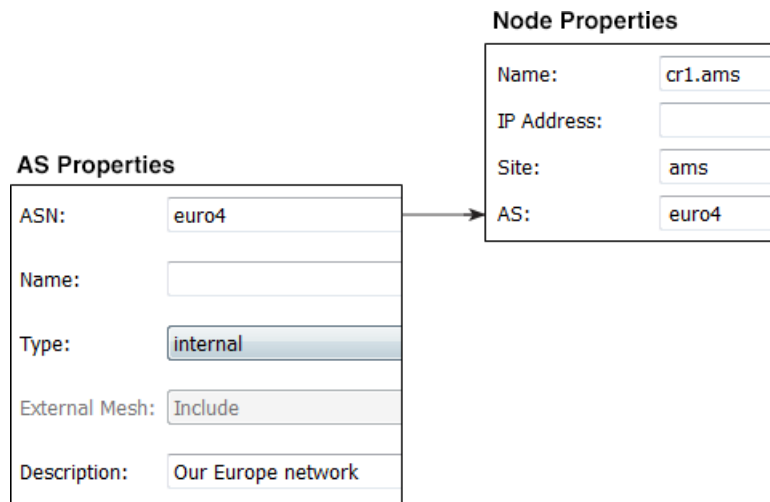 Node Properties
Name: cr1.ams
IP Address:
Site: ams
AS: euro4
AS Properties
ASN: euro4
Name:
Type: internal
External Mesh: Include
Description: Our Europe network